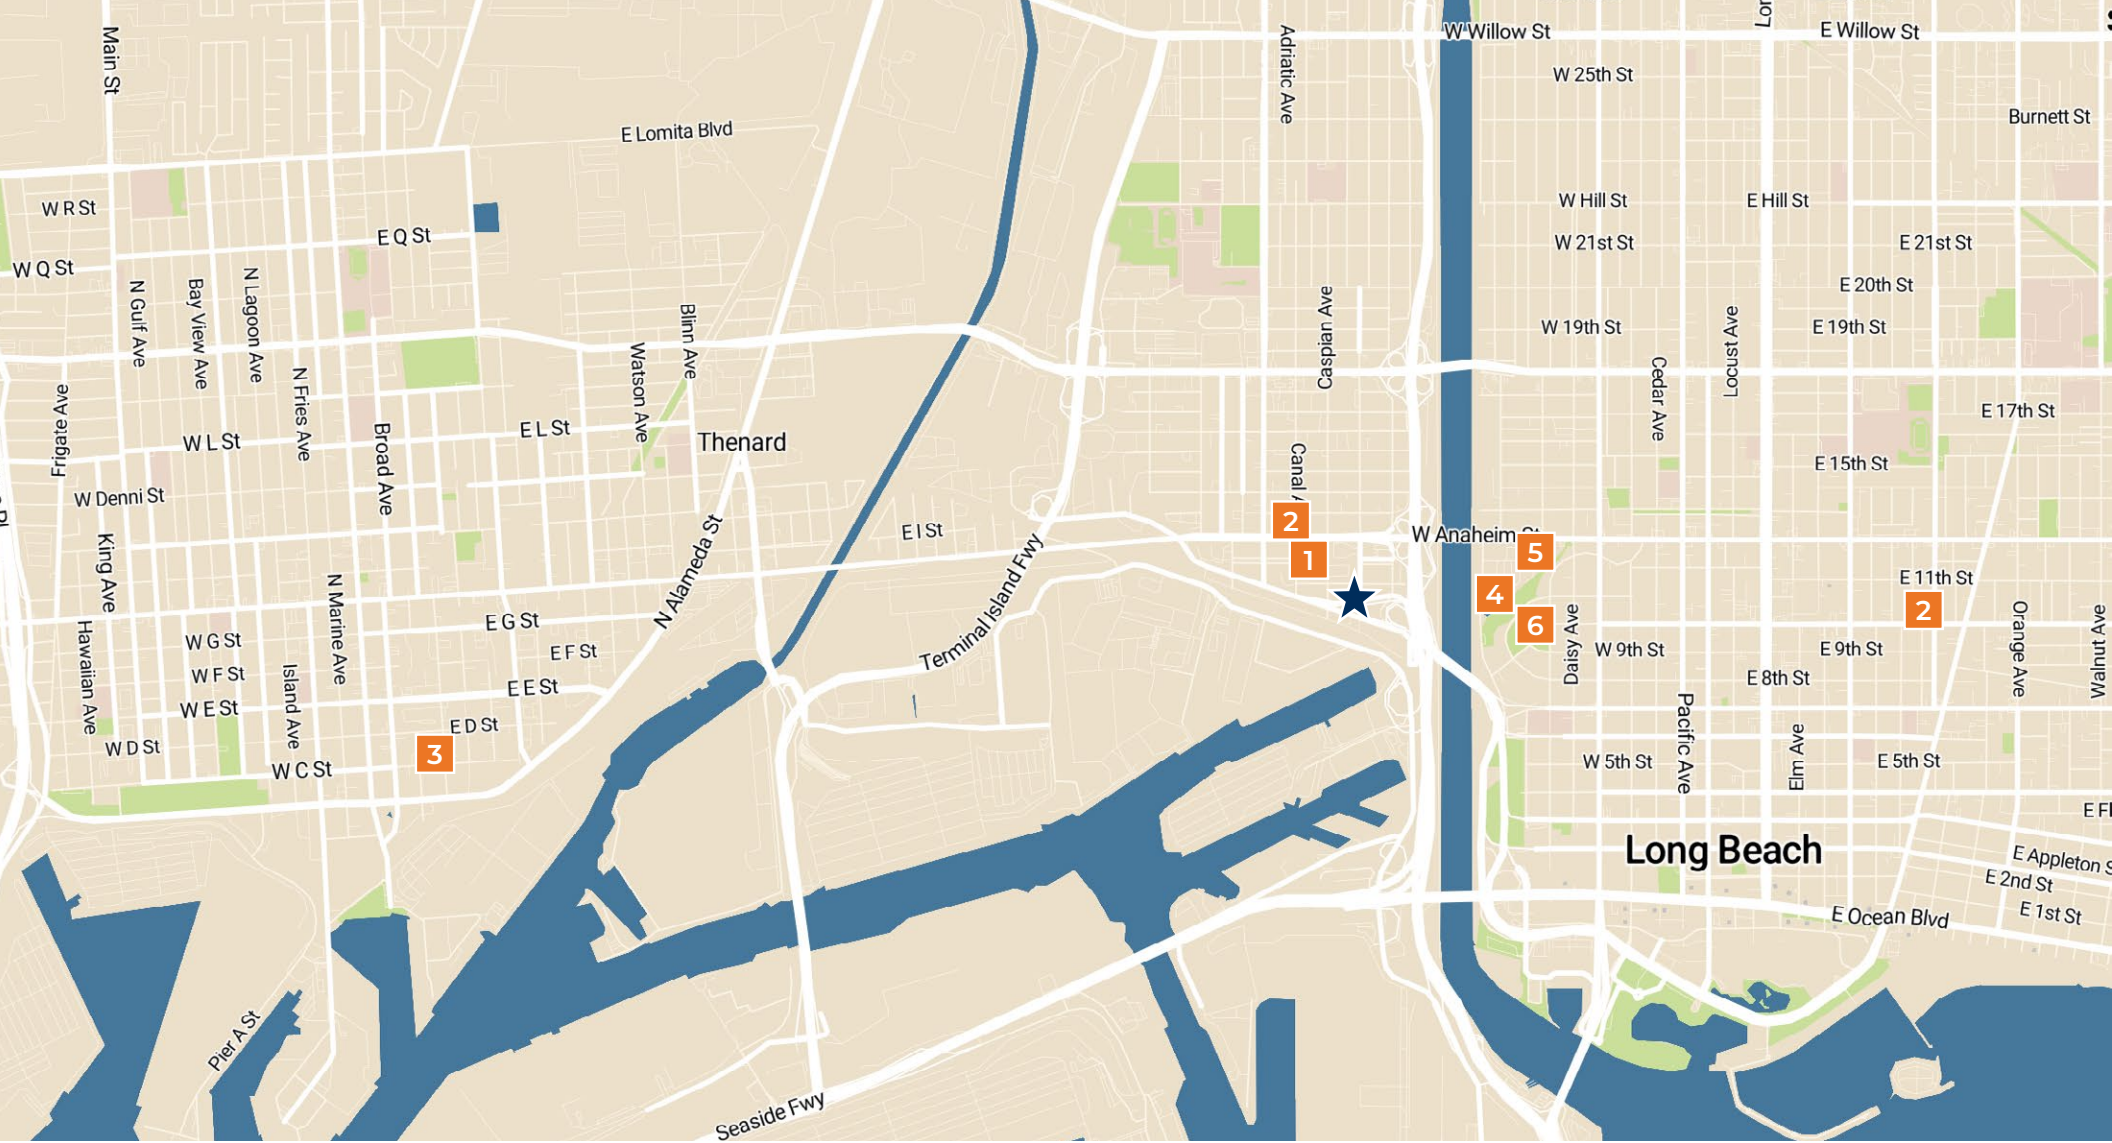 Main St
Adriatic Ave
W Willow St
Lon
E Willow St
W 25th St
Burnett St
E Lomita Blvd
W R St
E Q St
W Q St
W Hill St
E Hill St
W 21st St
E 21st St
E 20th St
N Gulf Ave
Bay View Ave
N Lagoon Ave
Blinn Ave
Caspian Ave
W 19th St
E 19th St
Locust Ave
Watson Ave
Cedar Ave
N Fries Ave
Frigate Ave
Broad Ave
W L St
E L St
Thenard
E 17th St
Canal A
E 15th St
W Denni St
Pl
King Ave
E I St
N Alameda St
Terminal Island Fwy
2
1
W Anaheim St
5
4
6
E 11th St
2
N Marine Ave
Hawaiian Ave
W G St
E G St
W F St
E F St
Island Ave
E E St
W E St
E D St
W D St
3
W C St
Daisy Ave
W 9th St
E 9th St
Orange Ave
Walnut Ave
E 8th St
Pacific Ave
Elm Ave
W 5th St
E 5th St
E Fl
Long Beach
E Appleton S
E 2nd St
E 1st St
E Ocean Blvd
Pier A St
Seaside Fwy